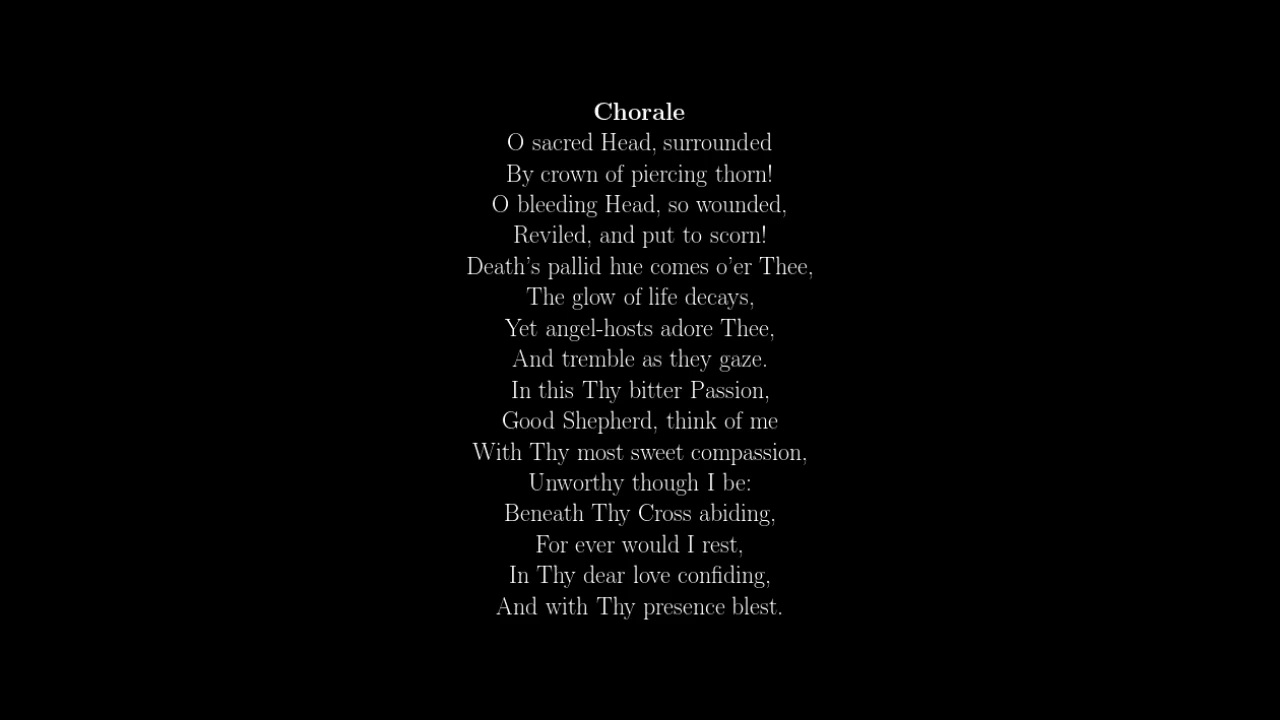 Chorale
O sacred Head, surrounded
By crown of piercing thorn!
O bleeding Head, so wounded,
Reviled, and put to scorn!
Death's pallid hue comes o'er Thee,
The glow of life decays,
Yet angel-hosts adore Thee,
And tremble as they gaze.
In this Thy bitter Passion,
Good Shepherd, think of me
With Thy most sweet compassion,
Unworthy though I be:
Beneath Thy Cross abiding,
For ever would I rest,
In Thy dear love confiding,
And with Thy presence blest.